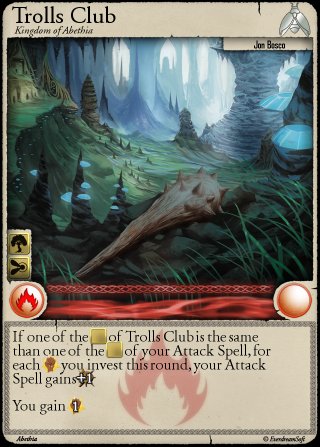 Trolls Club
Kingdom of Abethia
Jon Bosco
If one of the of Trolls Club is the same
than one of the of your Attack Spell, for
each you invest this round, your Attack
Spell gains +1
You gain 1
Abethia
© EverdreamSoft